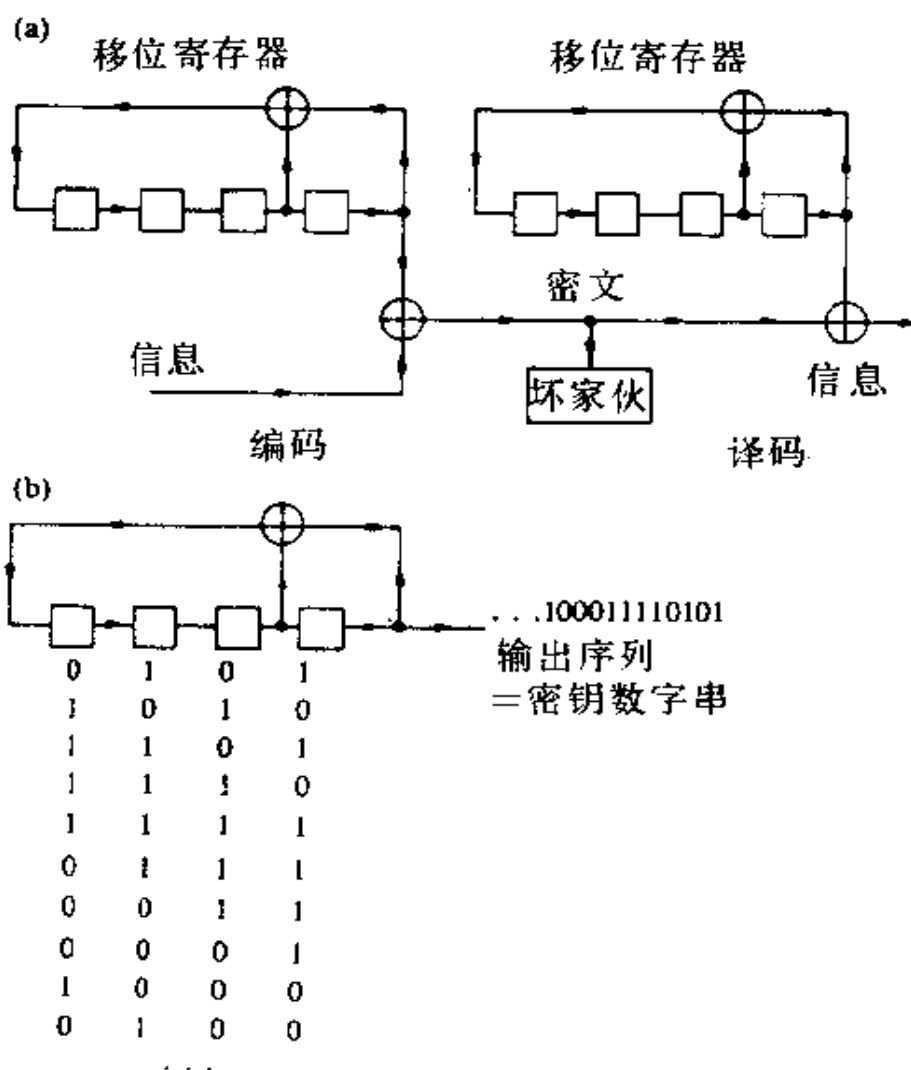 (a)
移位寄存器 移位寄存器
密文
信息
坏家伙
信息
编码 译码
(b)
...100011110101
输出序列
=密钥数字串
0 1 0 1
1 0 1 0
1 1 0 1
1 1 1 0
1 1 1 1
0 1 1 1
0 0 1 1
0 0 0 1
1 0 0 0
0 1 0 0